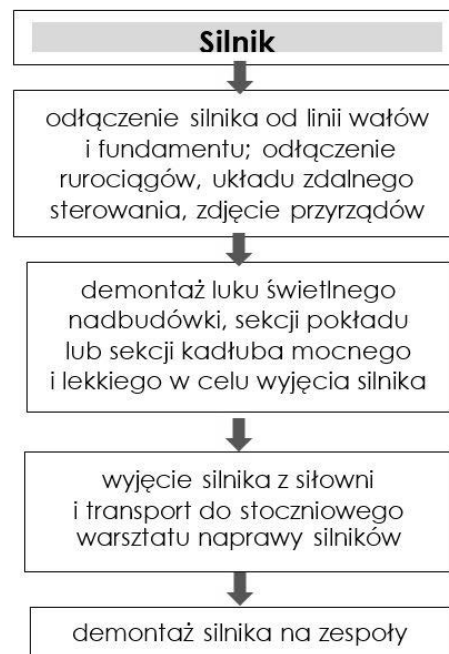 Silnik
odłączenie silnika od linii wałów
i fundamentu; odłączenie
rurociągów, układu zdalnego
sterowania, zdjęcie przyrządów
demontaż luku świetlnego
nadbudówki, sekcji pokładu
lub sekcji kadłuba mocnego
i lekkiego w celu wyjęcia silnika
wyjęcie silnika z siłowni
i transport do stoczniowego
warsztatu naprawy silników
demontaż silnika na zespoły